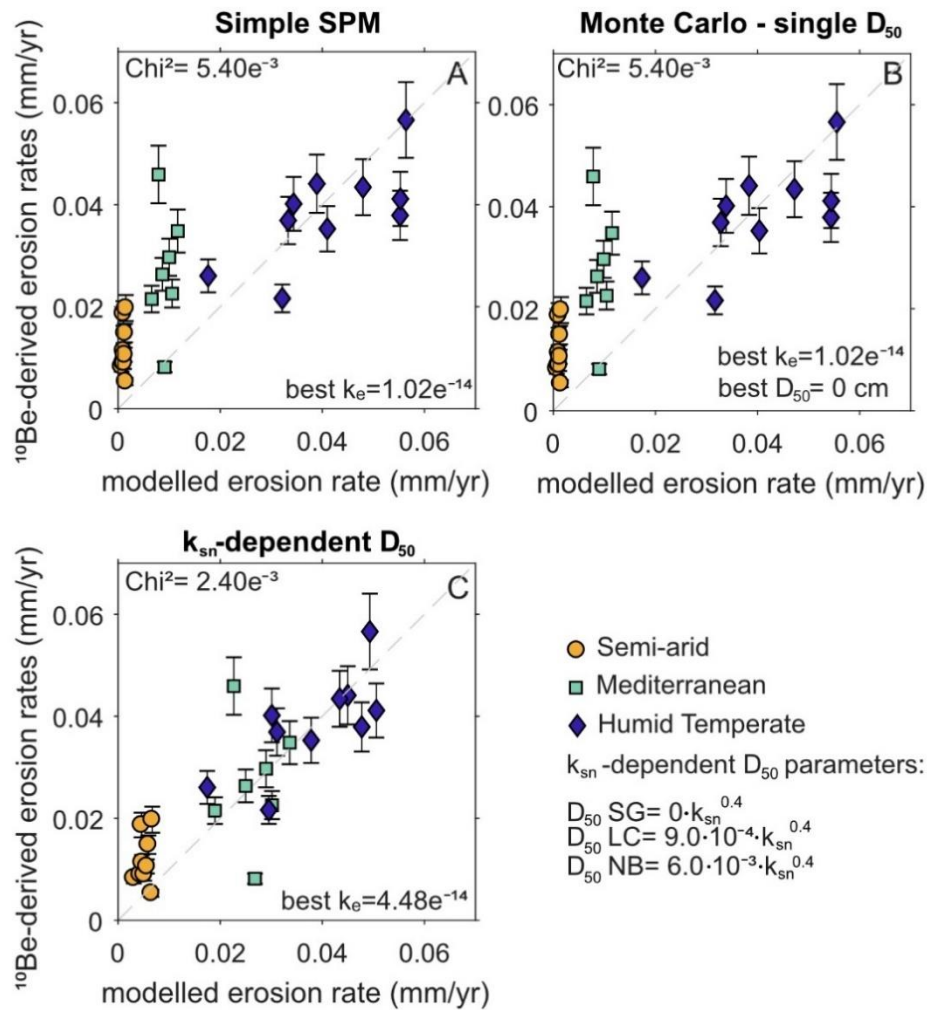 Simple SPM
Chi²= 5.40e⁻³
A
¹⁰Be-derived erosion rates (mm/yr)
0.06
0.04
0.02
0
best kₑ=1.02e⁻¹⁴
0 0.02 0.04 0.06
modelled erosion rate (mm/yr)
Monte Carlo - single D₅₀
Chi²= 5.40e⁻³
B
0.06
0.04
0.02
0
best kₑ=1.02e⁻¹⁴
best D₅₀= 0 cm
0 0.02 0.04 0.06
modelled erosion rate (mm/yr)
kₛₙ-dependent D₅₀
Chi²= 2.40e⁻³
C
¹⁰Be-derived erosion rates (mm/yr)
0.06
0.04
0.02
0
best kₑ=4.48e⁻¹⁴
0 0.02 0.04 0.06
modelled erosion rate (mm/yr)
Semi-arid
Mediterranean
Humid Temperate
kₛₙ -dependent D₅₀ parameters:
D₅₀ SG= 0·kₛₙ⁰·⁴
D₅₀ LC= 9.0·10⁻⁴·kₛₙ⁰·⁴
D₅₀ NB= 6.0·10⁻³·kₛₙ⁰·⁴